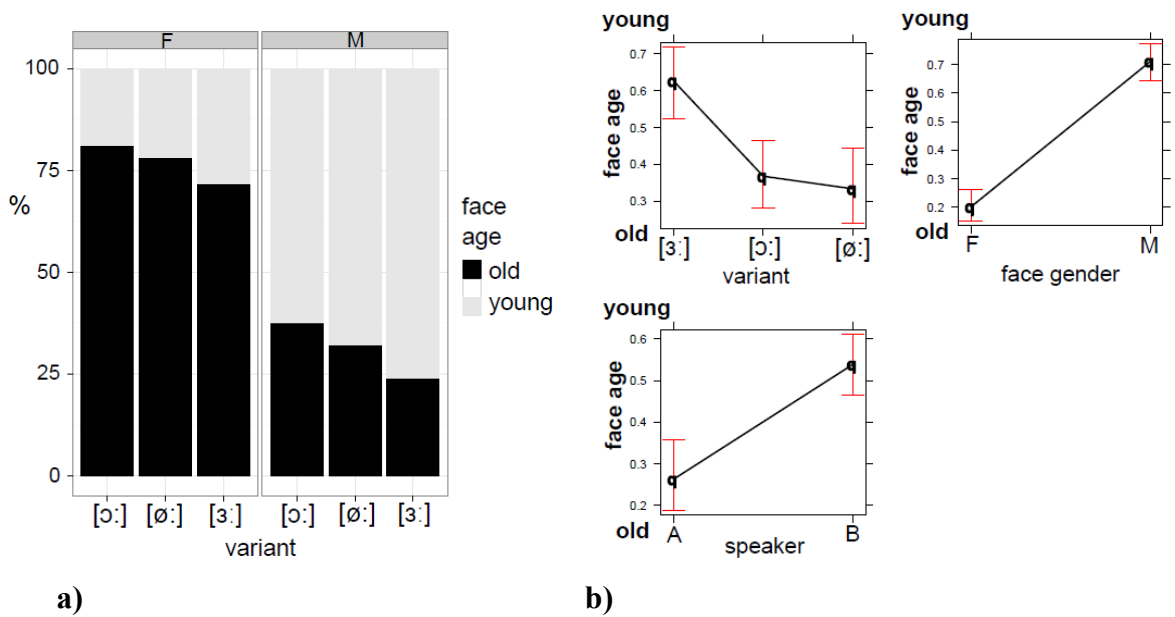 F M
100
75
%
50
25
0
[ɔː] [øː] [ɜː] [ɔː] [øː] [ɜː]
variant
face
age
old
young
a)
young
face age
0.7
0.6
0.5
0.4
0.3
old
[ɜː] [ɔː] [øː]
variant
young
face age
0.7
0.6
0.5
0.4
0.3
0.2
old
F M
face gender
young
face age
0.6
0.5
0.4
0.3
0.2
old
A B
speaker
b)